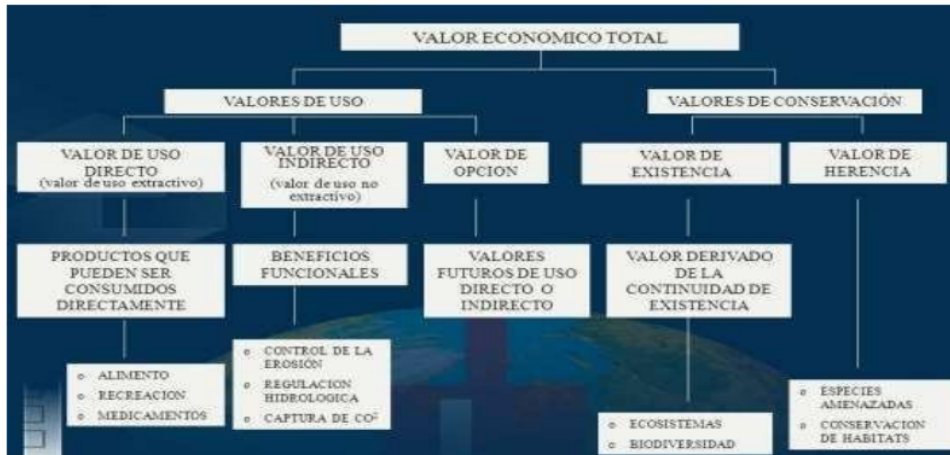 VALOR ECONOMICO TOTAL
VALORES DE USO
VALORES DE CONSERVACIÓN
VALOR DE USO
DIRECTO
(valor de uso extractivo)
VALOR DE USO
INDIRECTO
(valor de uso no
extractivo)
VALOR DE
OPCION
VALOR DE
EXISTENCIA
VALOR DE
HERENCIA
PRODUCTOS QUE
PUEDEN SER
CONSUMIDOS
DIRECTAMENTE
BENEFICIOS
FUNCIONALES
VALORES
FUTUROS DE USO
DIRECTO O
INDIRECTO
VALOR DERIVADO
DE LA
CONTINUIDAD DE
EXISTENCIA
o ALIMENTO
o RECREACION
o MEDICAMENTOS
o CONTROL DE LA
EROSIÓN
o REGULACION
HIDROLOGICA
o CAPTURA DE CO²
o ECOSISTEMAS
o BIODIVERSIDAD
o ESPECIES
AMENAZADAS
o CONSERVACION
DE HABITATS